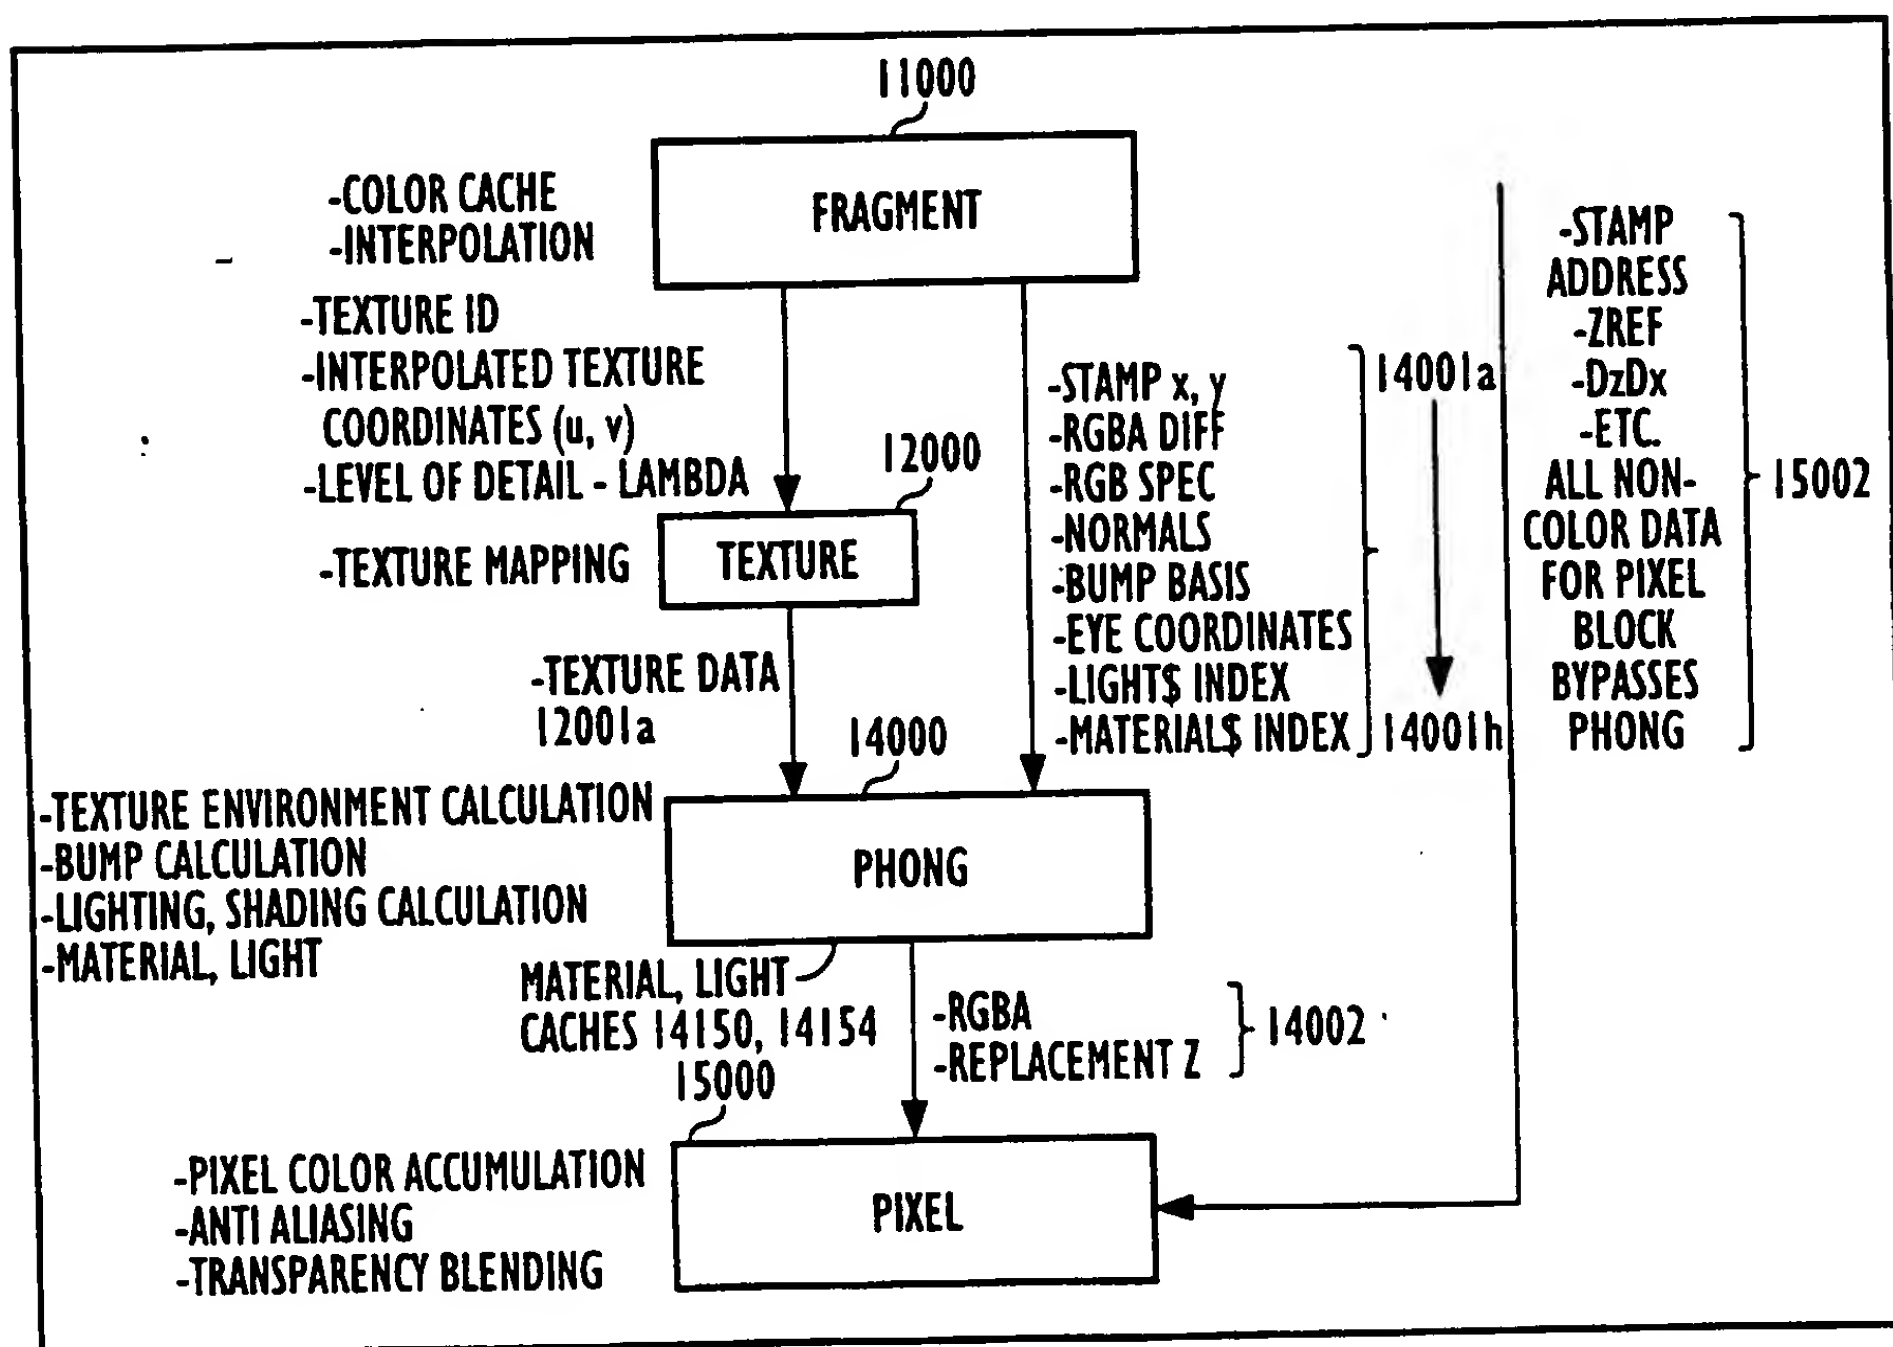 11000
FRAGMENT
-COLOR CACHE
-INTERPOLATION
-TEXTURE ID
-INTERPOLATED TEXTURE
COORDINATES (u, v)
-LEVEL OF DETAIL - LAMBDA
12000
-TEXTURE MAPPING
TEXTURE
-STAMP x, y
-RGBA DIFF
-RGB SPEC
-NORMALS
-BUMP BASIS
-EYE COORDINATES
-LIGHT$ INDEX
-MATERIAL$ INDEX
14001a
14001h
-STAMP
ADDRESS
-ZREF
-DzDx
-ETC.
ALL NON-
COLOR DATA
FOR PIXEL
BLOCK
BYPASSES
PHONG
15002
-TEXTURE DATA
12001a
14000
-TEXTURE ENVIRONMENT CALCULATION
-BUMP CALCULATION
-LIGHTING, SHADING CALCULATION
-MATERIAL, LIGHT
PHONG
MATERIAL, LIGHT
CACHES 14150, 14154
-RGBA
-REPLACEMENT Z
14002
15000
-PIXEL COLOR ACCUMULATION
-ANTI ALIASING
-TRANSPARENCY BLENDING
PIXEL